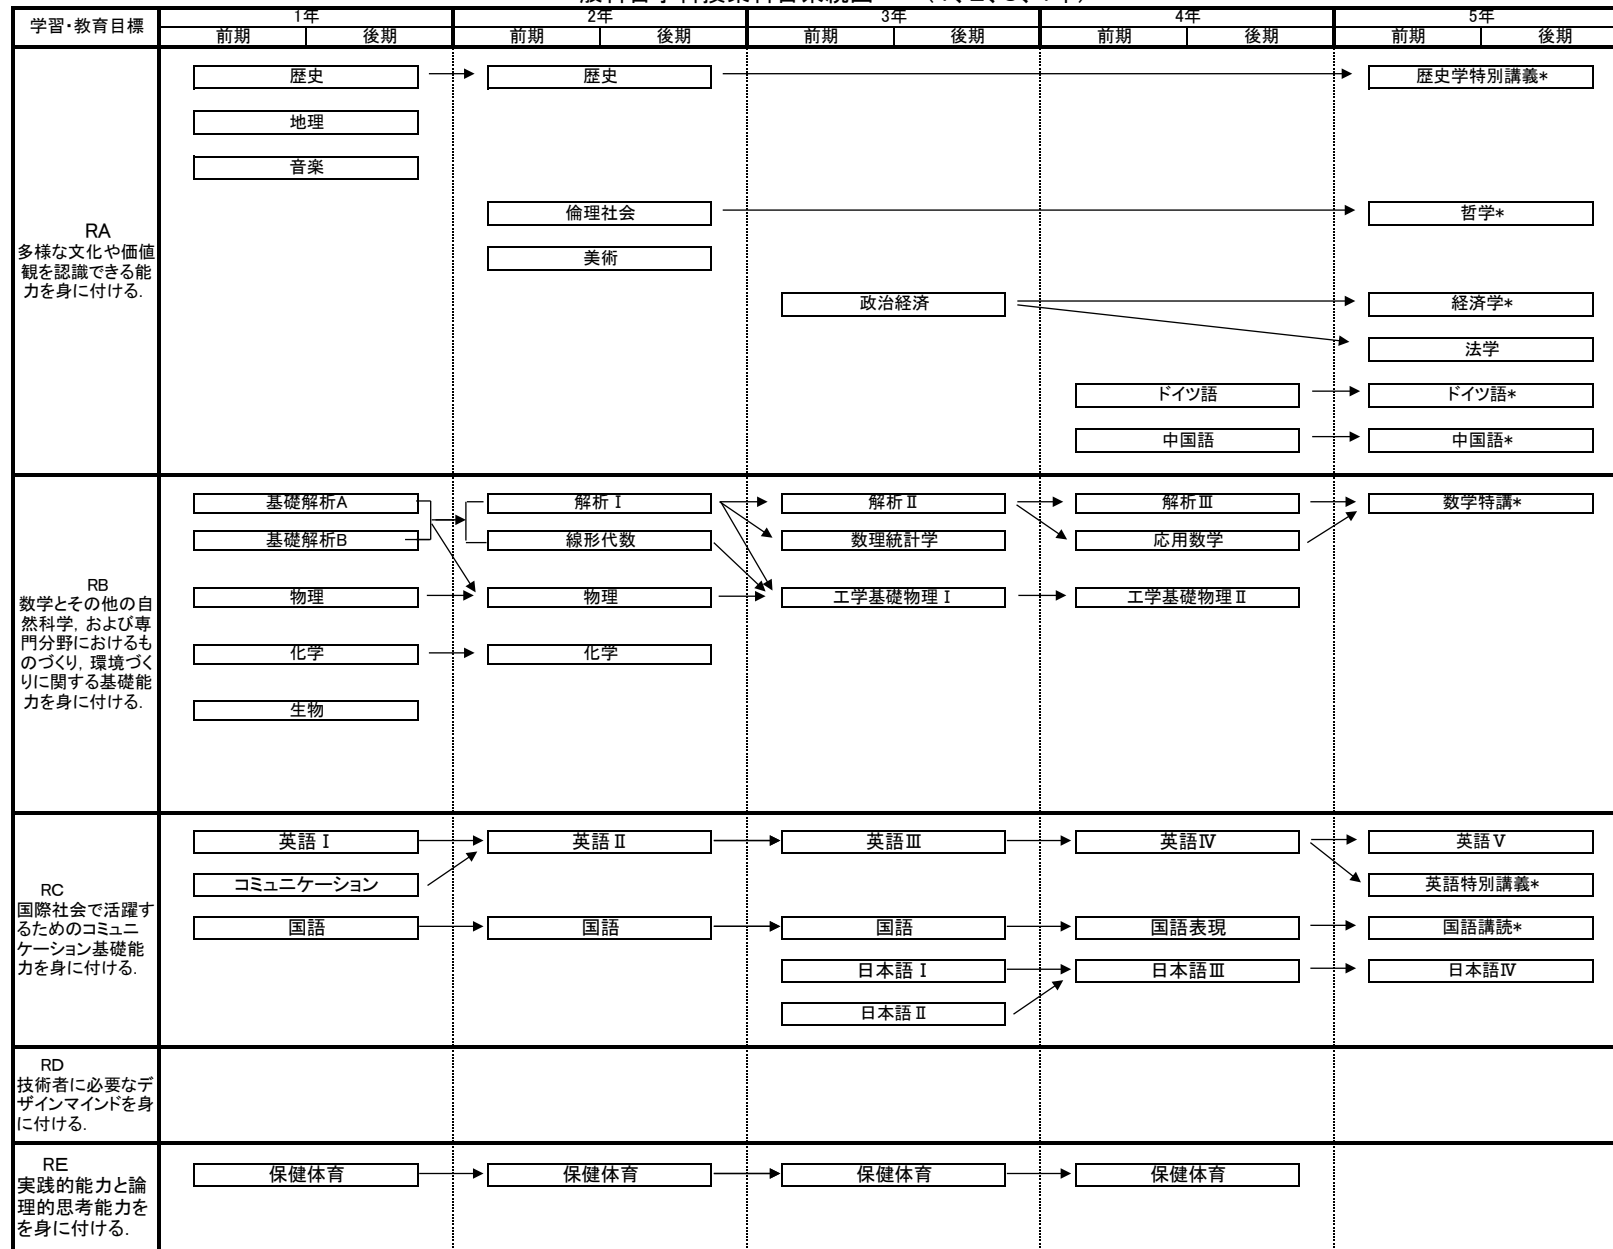 学習・教育目標
1年
2年
3年
4年
5年
前期 後期 前期 後期 前期 後期 前期 後期 前期 後期
RA
多様な文化や価値
観を認識できる能
力を身に付ける.
歴史 歴史 歴史学特別講義*
地理
音楽
倫理社会 哲学*
美術
政治経済 経済学*
法学
ドイツ語 ドイツ語*
中国語 中国語*
RB
数学とその他の自
然科学, および専
門分野におけるも
のづくり, 環境づく
りに関する基礎能
力を身に付ける.
基礎解析A 解析Ⅰ 解析Ⅱ 解析Ⅲ 数学特講*
基礎解析B 線形代数 数理統計学 応用数学
物理 物理 工学基礎物理Ⅰ 工学基礎物理Ⅱ
化学 化学
生物
RC
国際社会で活躍す
るためのコミュニ
ケーション基礎能
力を身に付ける.
英語Ⅰ 英語Ⅱ 英語Ⅲ 英語Ⅳ 英語Ⅴ
コミュニケーション 英語特別講義*
国語 国語 国語 国語表現 国語講読*
日本語Ⅰ 日本語Ⅲ 日本語Ⅳ
日本語Ⅱ
RD
技術者に必要なデ
ザインマインドを身
に付ける.
RE
実践的能力と論
理的思考能力を
を身に付ける.
保健体育 保健体育 保健体育 保健体育